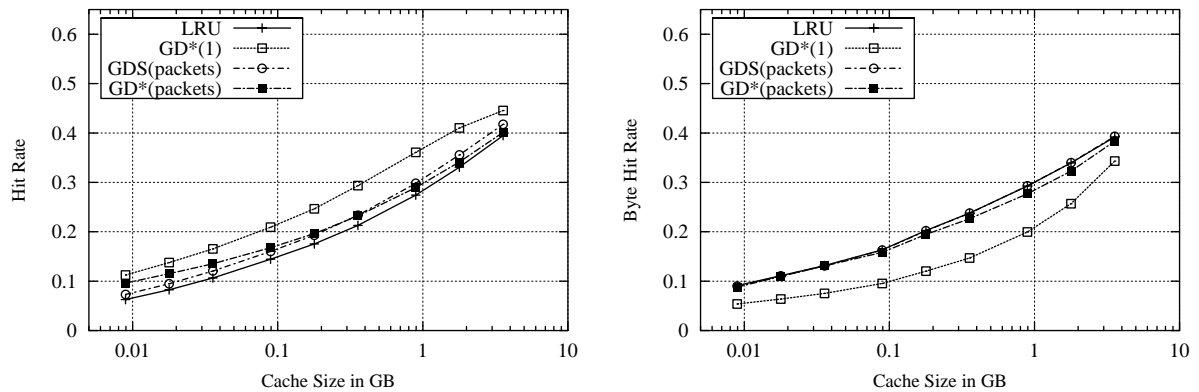 0.6
0.5
0.4
0.3
0.2
0.1
0
Hit Rate
LRU
GD*(1)
GDS(packets)
GD*(packets)
0.01 0.1 1 10
Cache Size in GB
0.6
0.5
0.4
0.3
0.2
0.1
0
Byte Hit Rate
LRU
GD*(1)
GDS(packets)
GD*(packets)
0.01 0.1 1 10
Cache Size in GB